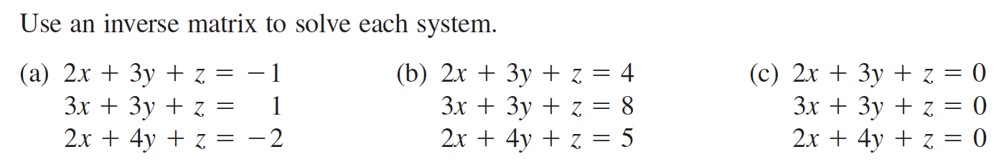 Use an inverse matrix to solve each system.
(a) 2x + 3y + z = −1
3x + 3y + z = 1
2x + 4y + z = −2
(b) 2x + 3y + z = 4
3x + 3y + z = 8
2x + 4y + z = 5
(c) 2x + 3y + z = 0
3x + 3y + z = 0
2x + 4y + z = 0